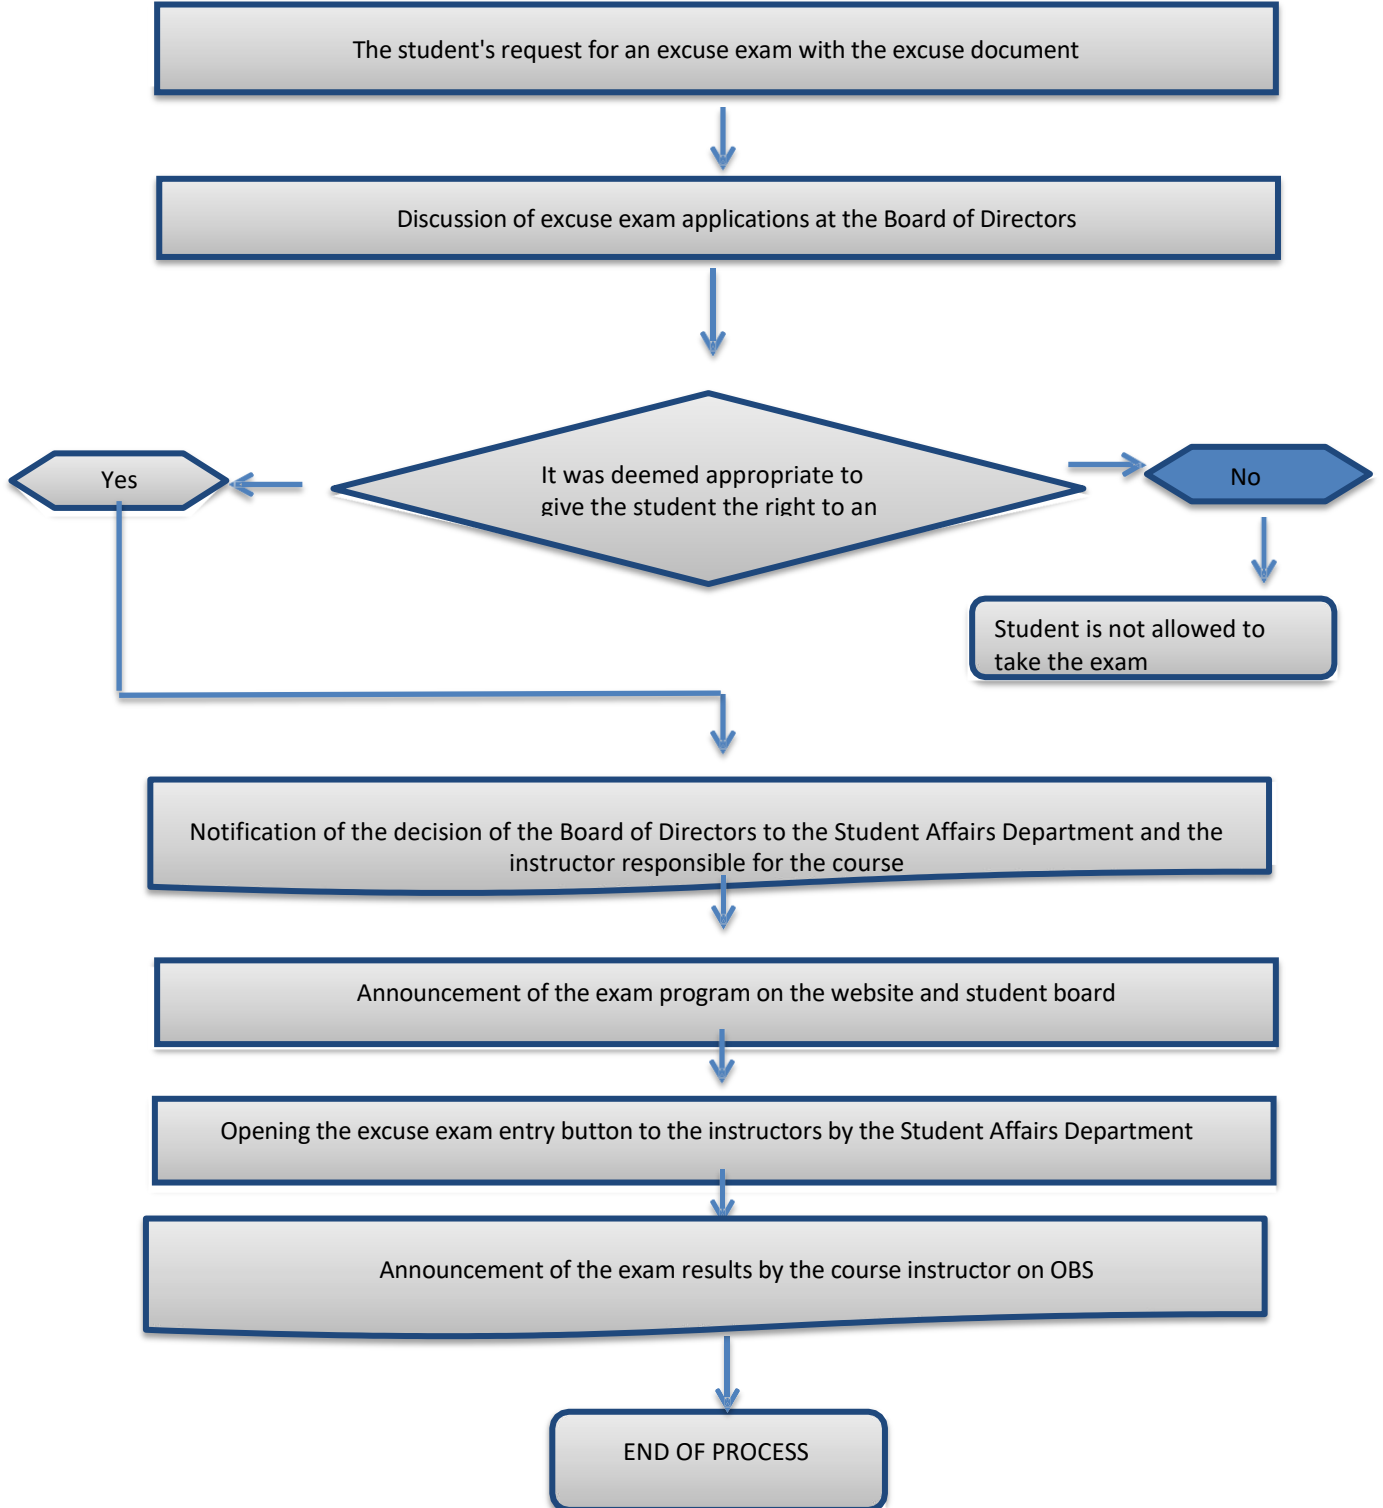 The student's request for an excuse exam with the excuse document
Discussion of excuse exam applications at the Board of Directors
Yes
It was deemed appropriate to
give the student the right to an
No
Student is not allowed to
take the exam
Notification of the decision of the Board of Directors to the Student Affairs Department and the
instructor responsible for the course
Announcement of the exam program on the website and student board
Opening the excuse exam entry button to the instructors by the Student Affairs Department
Announcement of the exam results by the course instructor on OBS
END OF PROCESS